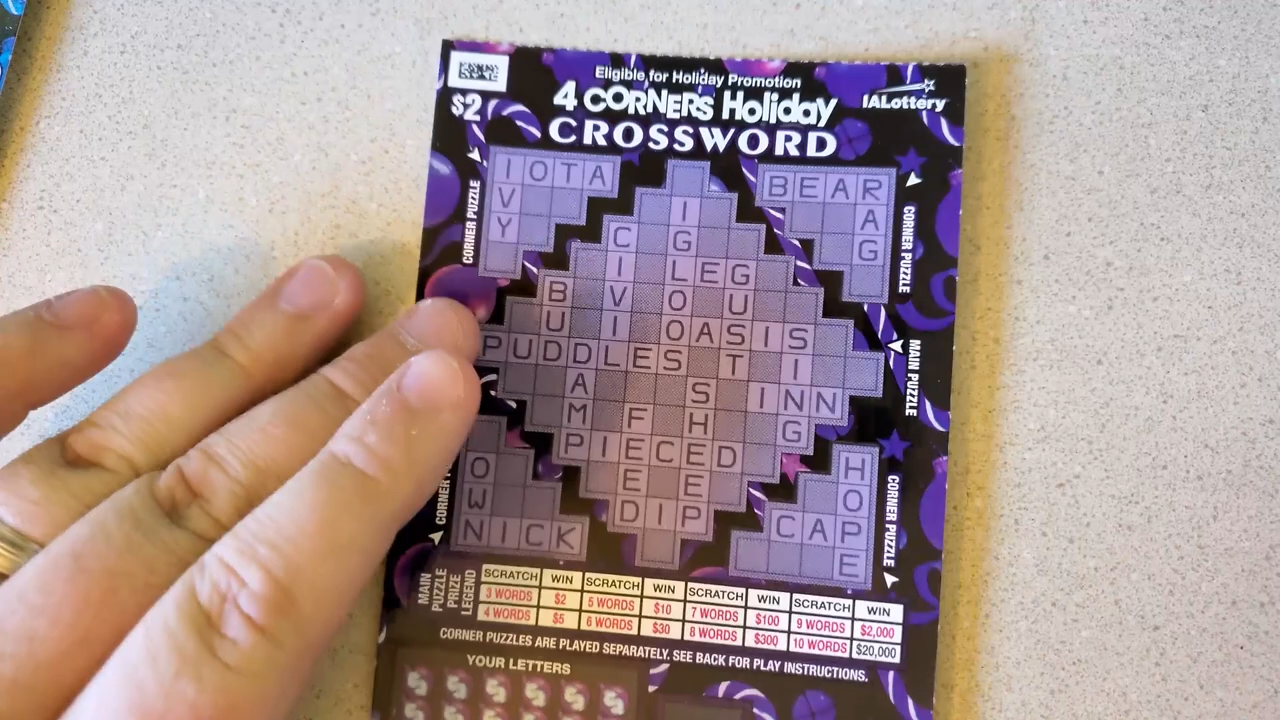 Eligible for Holiday Promotion
$2
4 CORNERS Holiday
CROSSWORD
IALottery
CORNER PUZZLE
IOTA
IVY
BEAR
RAG
CORNER PUZZLE
IGLOOS
CIVIL
LEG
GUST
BUD
OASIS
SING
PUDDLES
DAMP
INN
SHEEP
FEED
PIECED
DIP
MAIN PUZZLE
CORNER
OWN
NICK
HOPE
CAPE
CORNER PUZZLE
MAIN PUZZLE PRIZE LEGEND
SCRATCH WIN SCRATCH WIN SCRATCH WIN SCRATCH WIN
3 WORDS $2 5 WORDS $10 7 WORDS $100 9 WORDS $2,000
4 WORDS $5 6 WORDS $30 8 WORDS $300 10 WORDS $20,000
CORNER PUZZLES ARE PLAYED SEPARATELY. SEE BACK FOR PLAY INSTRUCTIONS.
YOUR LETTERS